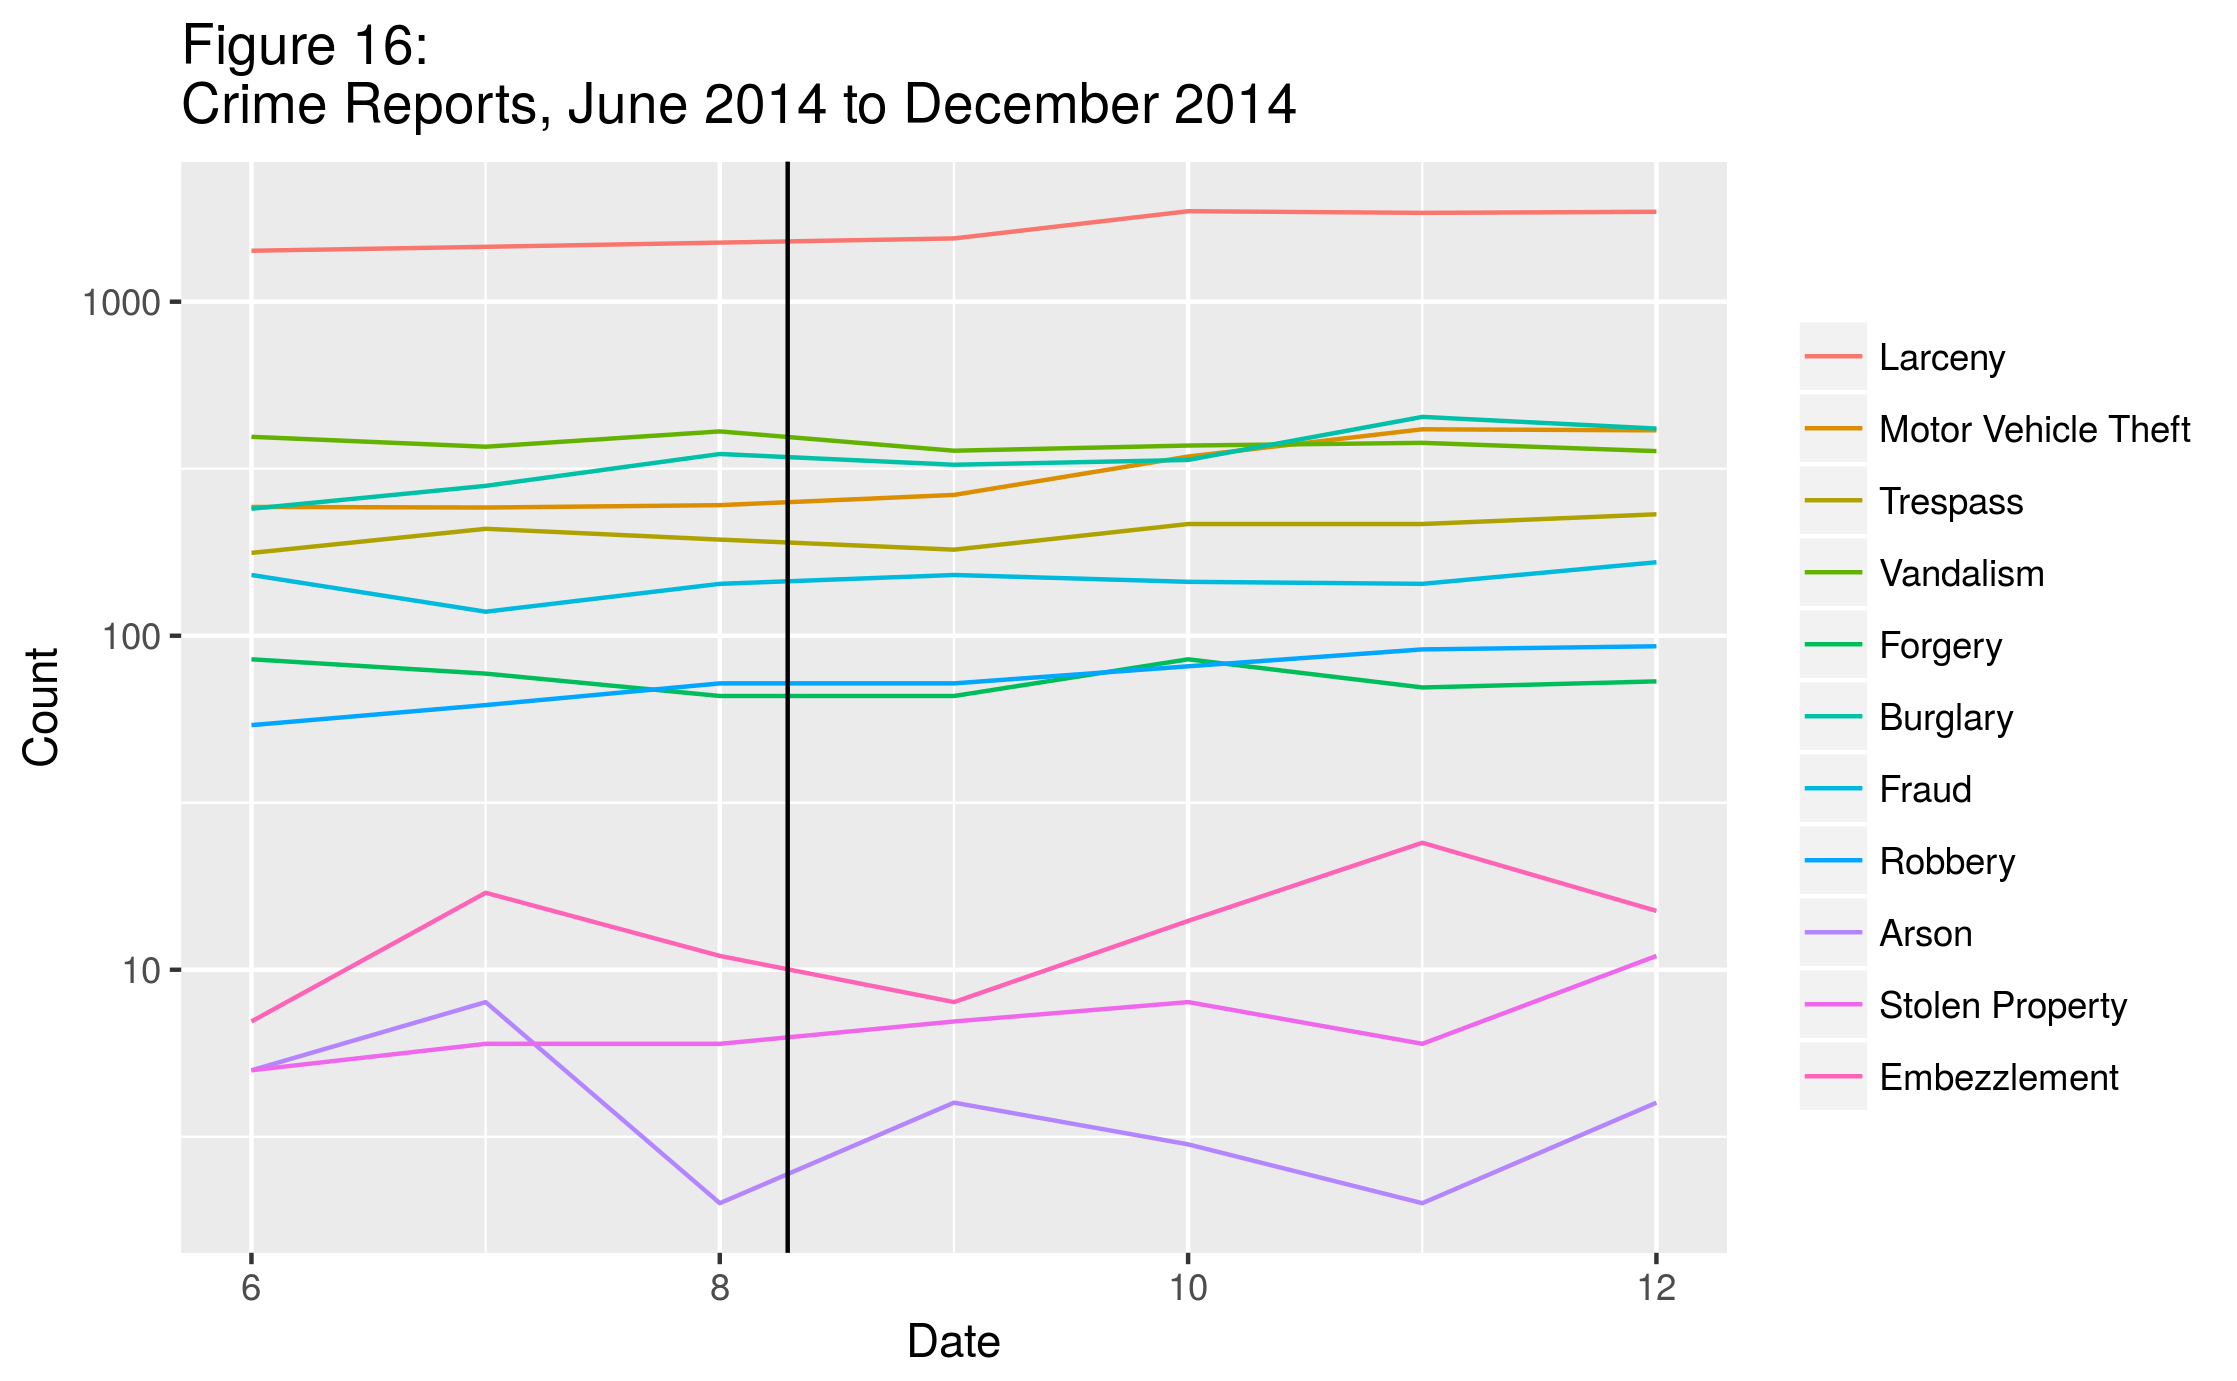 Figure 16:
Crime Reports, June 2014 to December 2014
Count
1000
100
10
6
8
10
12
Date
Larceny
Motor Vehicle Theft
Trespass
Vandalism
Forgery
Burglary
Fraud
Robbery
Arson
Stolen Property
Embezzlement